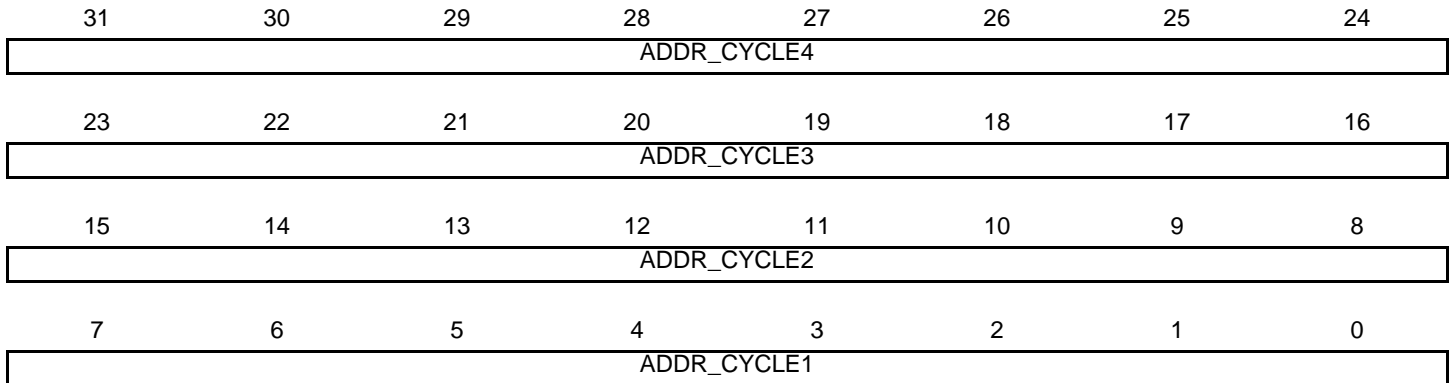 31 30 29 28 27 26 25 24
ADDR_CYCLE4
23 22 21 20 19 18 17 16
ADDR_CYCLE3
15 14 13 12 11 10 9 8
ADDR_CYCLE2
7 6 5 4 3 2 1 0
ADDR_CYCLE1